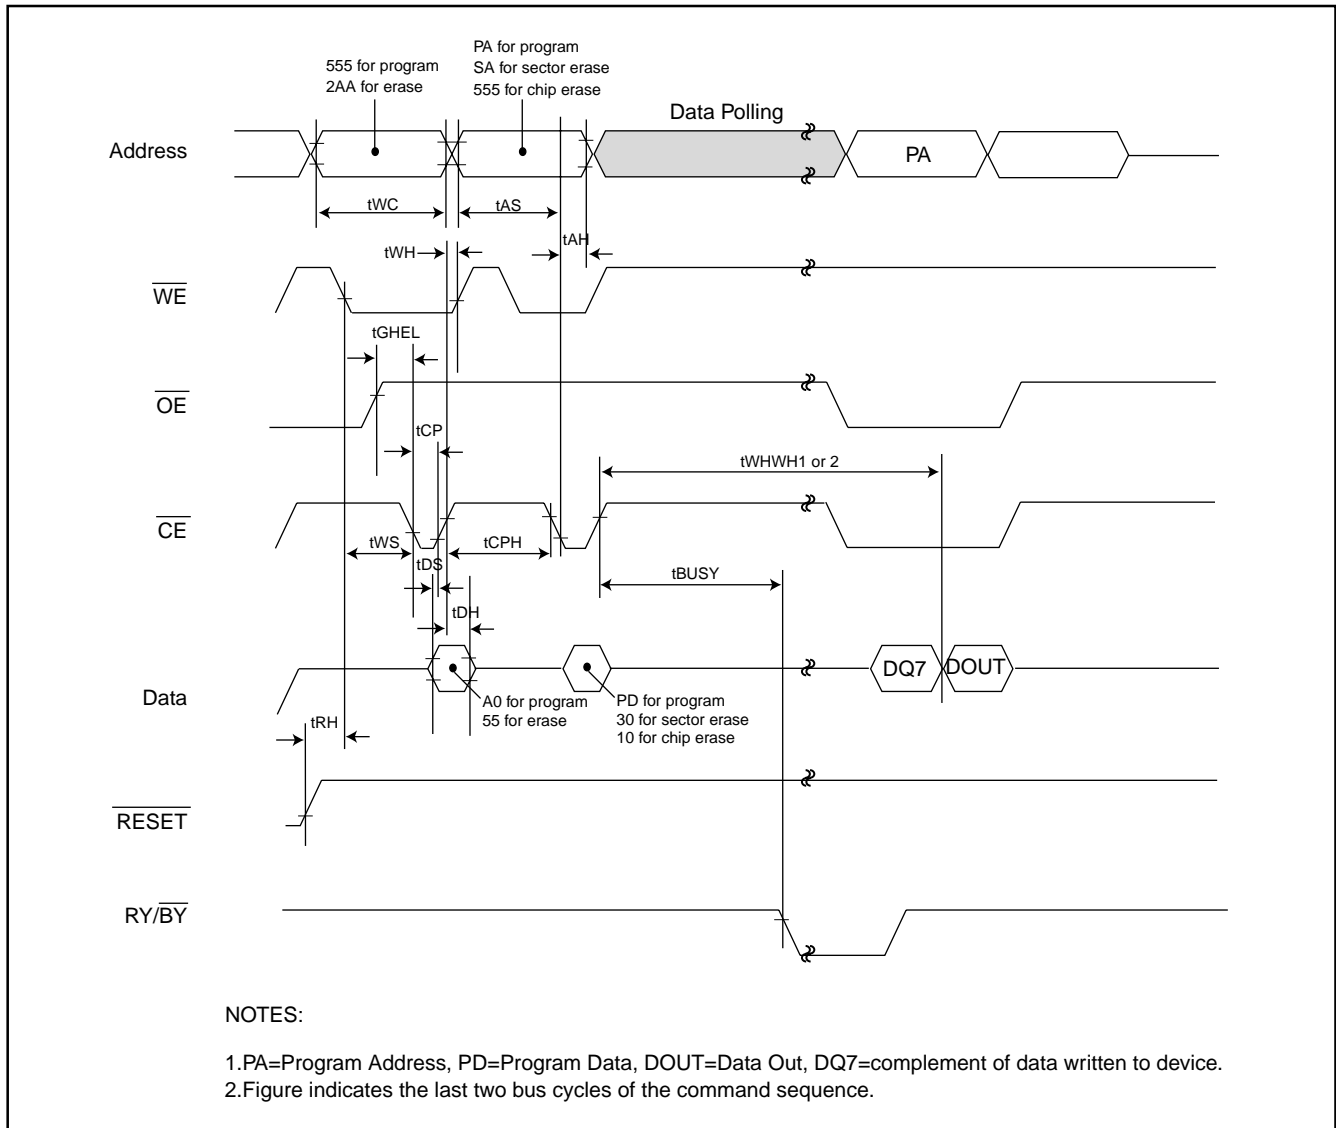 555 for program
2AA for erase
PA for program
SA for sector erase
555 for chip erase
Data Polling
Address
PA
tWC
tAS
tWH
tAH
WE
tGHEL
OE
tCP
tWHWH1 or 2
CE
tWS
tCPH
tDS
tBUSY
tDH
Data
DQ7
DOUT
A0 for program
55 for erase
PD for program
30 for sector erase
10 for chip erase
tRH
RESET
RY/BY
NOTES:
1.PA=Program Address, PD=Program Data, DOUT=Data Out, DQ7=complement of data written to device.
2.Figure indicates the last two bus cycles of the command sequence.